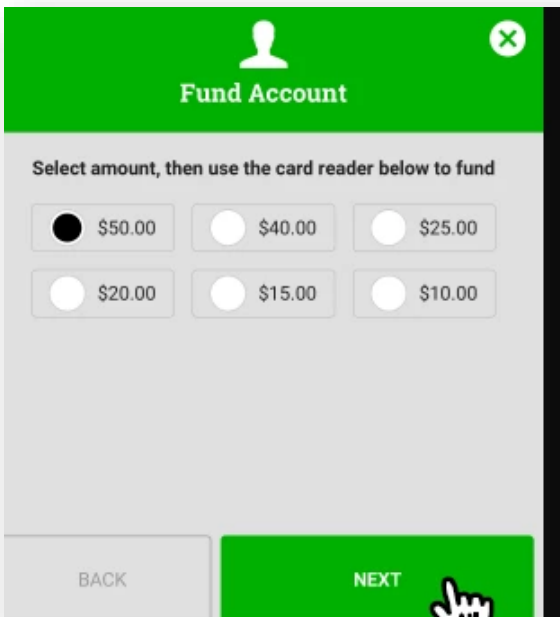 Fund Account
Select amount, then use the card reader below to fund
$50.00 $40.00 $25.00
$20.00 $15.00 $10.00
BACK NEXT